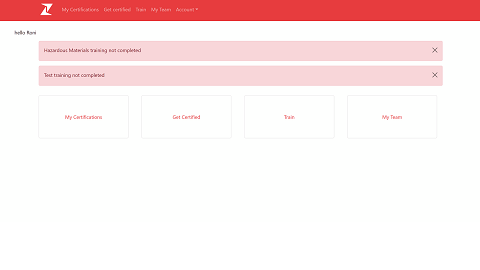 My Certifications Get certified Train My Team Account
hello Roni
Hazardous Materials training not completed
Test training not completed
My Certifications
Get Certified
Train
My Team